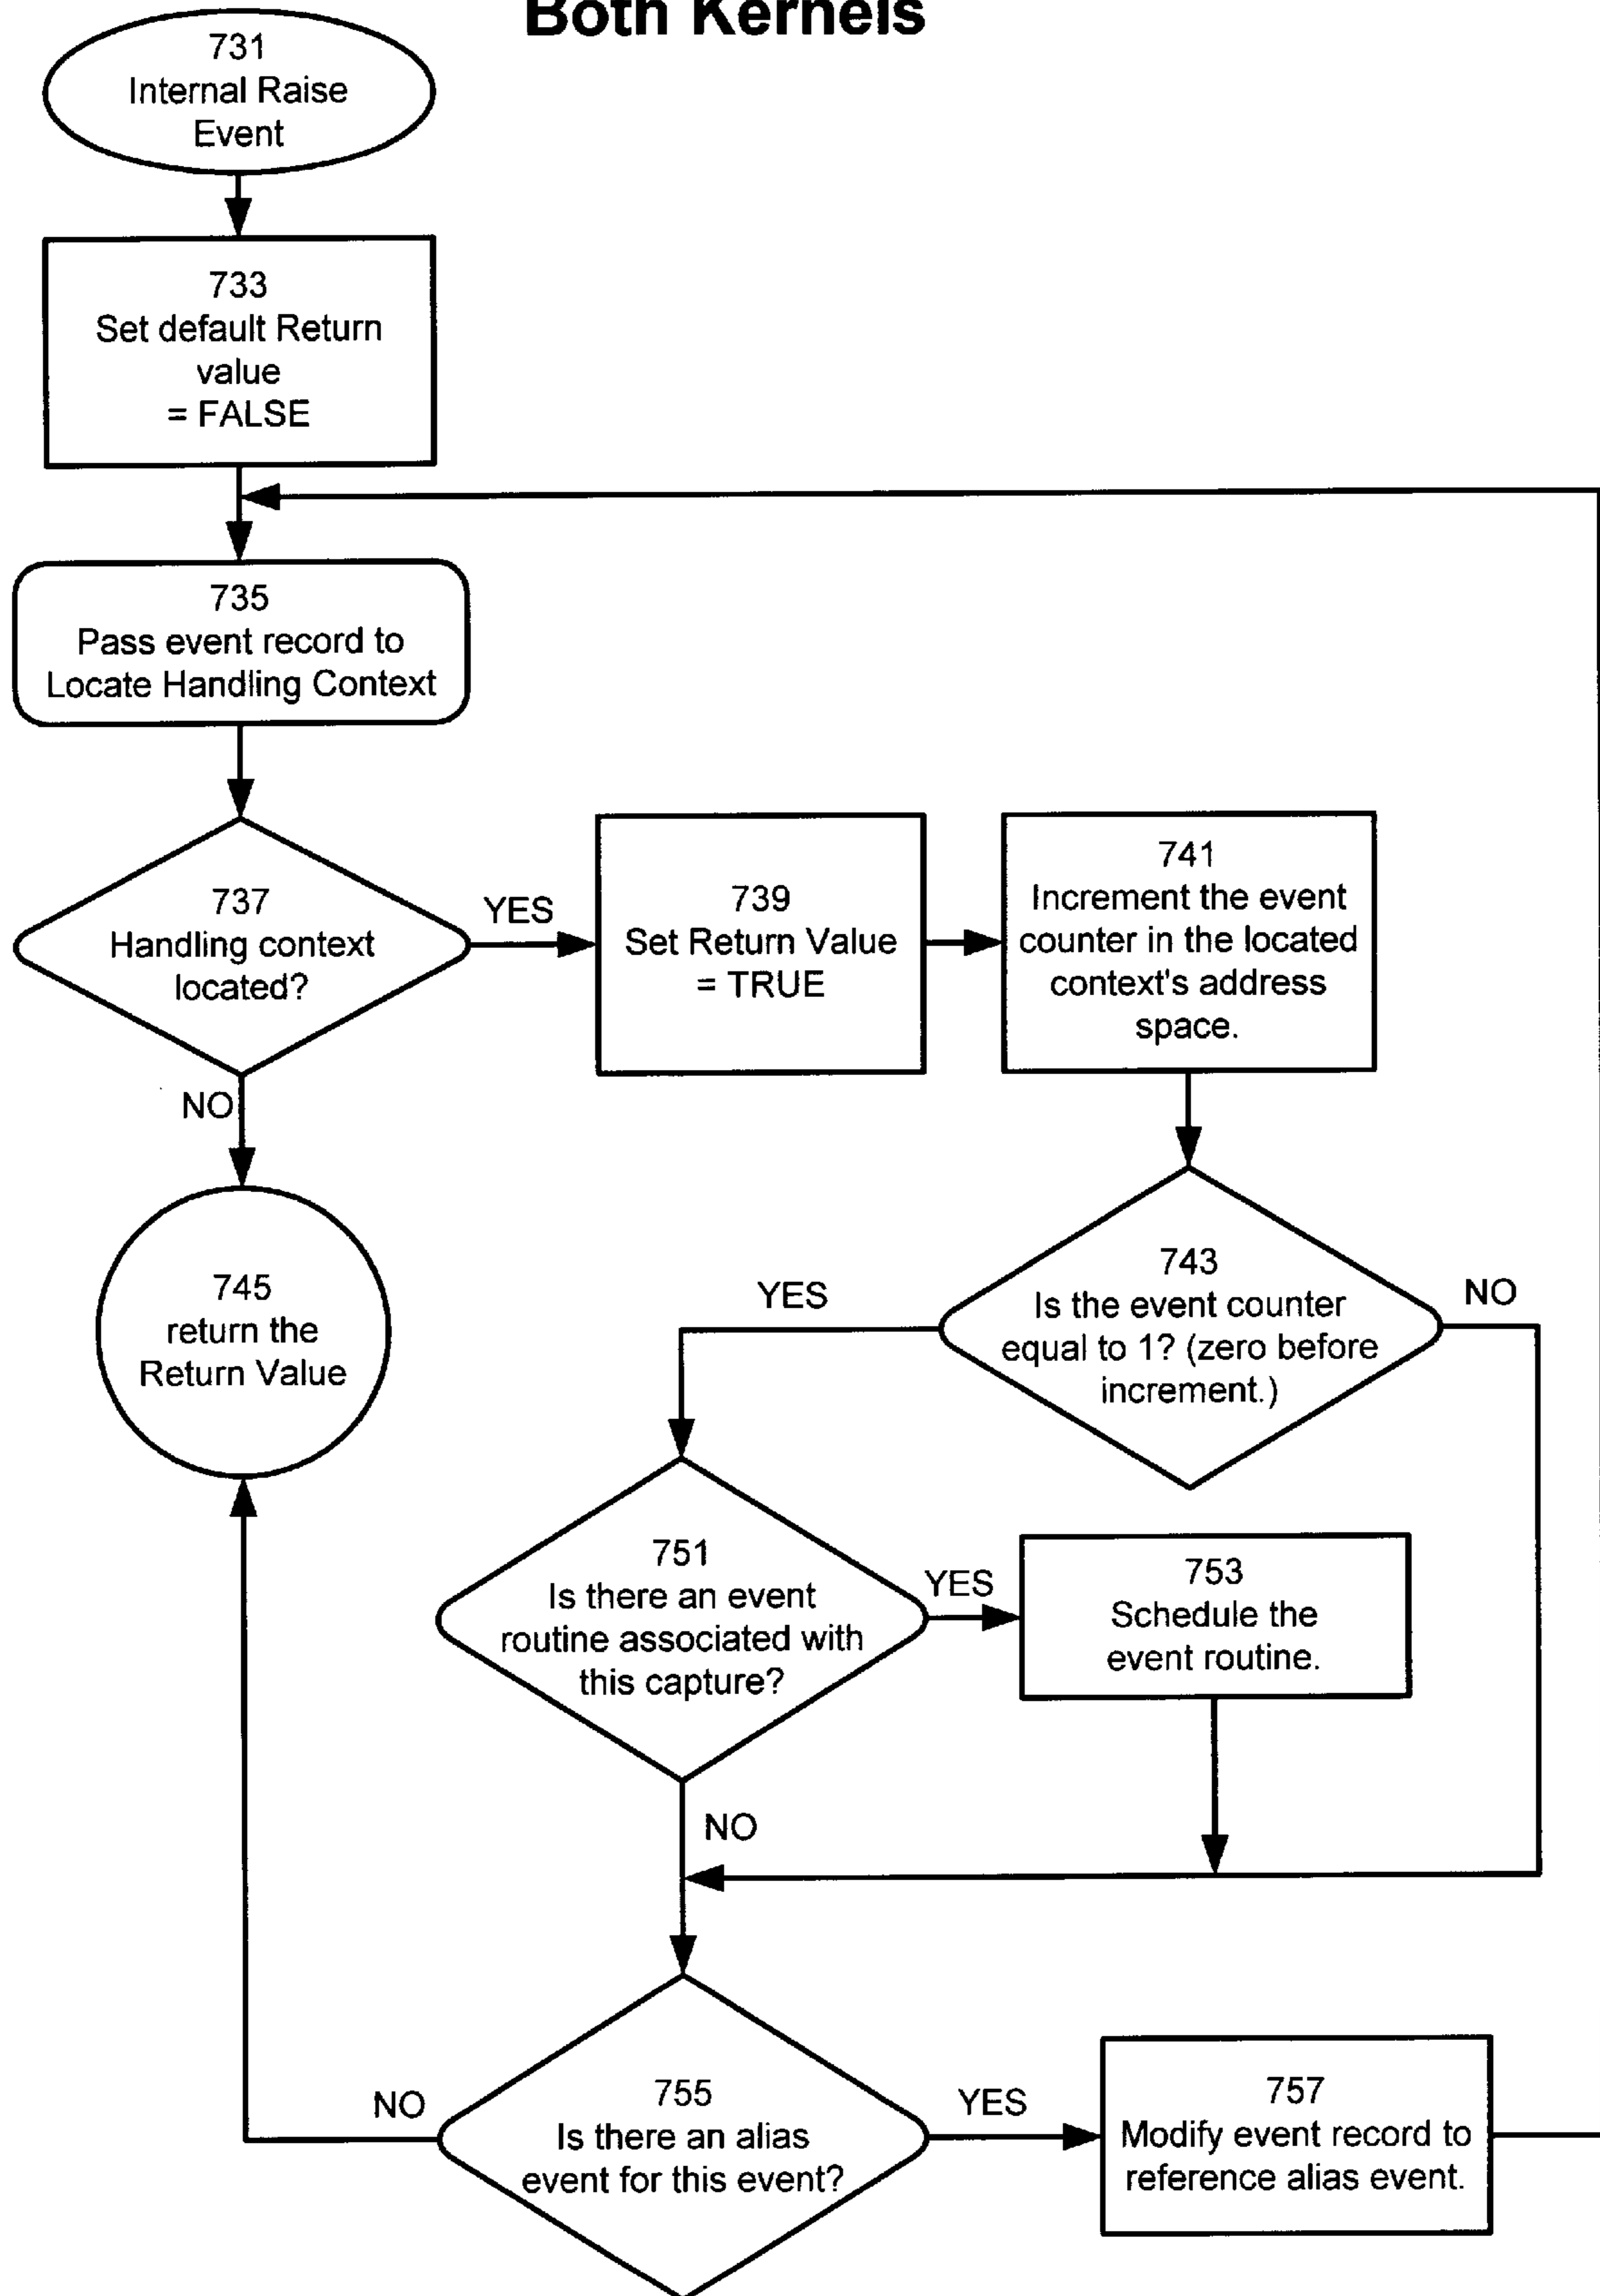 Both Kernels
731
Internal Raise
Event
733
Set default Return
value
= FALSE
735
Pass event record to
Locate Handling Context
737
Handling context
located?
YES
NO
739
Set Return Value
= TRUE
741
Increment the event
counter in the located
context's address
space.
743
Is the event counter
equal to 1? (zero before
increment.)
YES
NO
745
return the
Return Value
751
Is there an event
routine associated with
this capture?
YES
NO
753
Schedule the
event routine.
755
Is there an alias
event for this event?
NO
YES
757
Modify event record to
reference alias event.